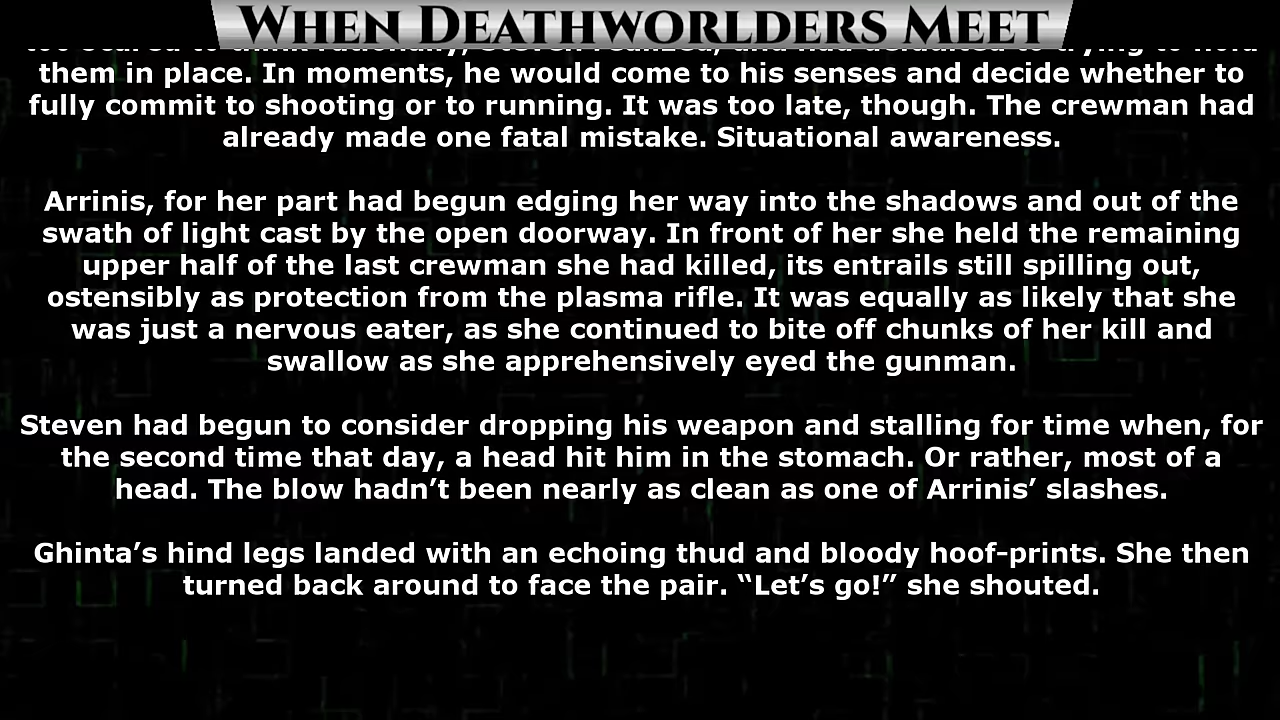 When Deathworlders Meet
them in place. In moments, he would come to his senses and decide whether to
fully commit to shooting or to running. It was too late, though. The crewman had
already made one fatal mistake. Situational awareness.
Arrinis, for her part had begun edging her way into the shadows and out of the
swath of light cast by the open doorway. In front of her she held the remaining
upper half of the last crewman she had killed, its entrails still spilling out,
ostensibly as protection from the plasma rifle. It was equally as likely that she
was just a nervous eater, as she continued to bite off chunks of her kill and
swallow as she apprehensively eyed the gunman.
Steven had begun to consider dropping his weapon and stalling for time when, for
the second time that day, a head hit him in the stomach. Or rather, most of a
head. The blow hadn’t been nearly as clean as one of Arrinis’ slashes.
Ghinta’s hind legs landed with an echoing thud and bloody hoof-prints. She then
turned back around to face the pair. “Let’s go!” she shouted.